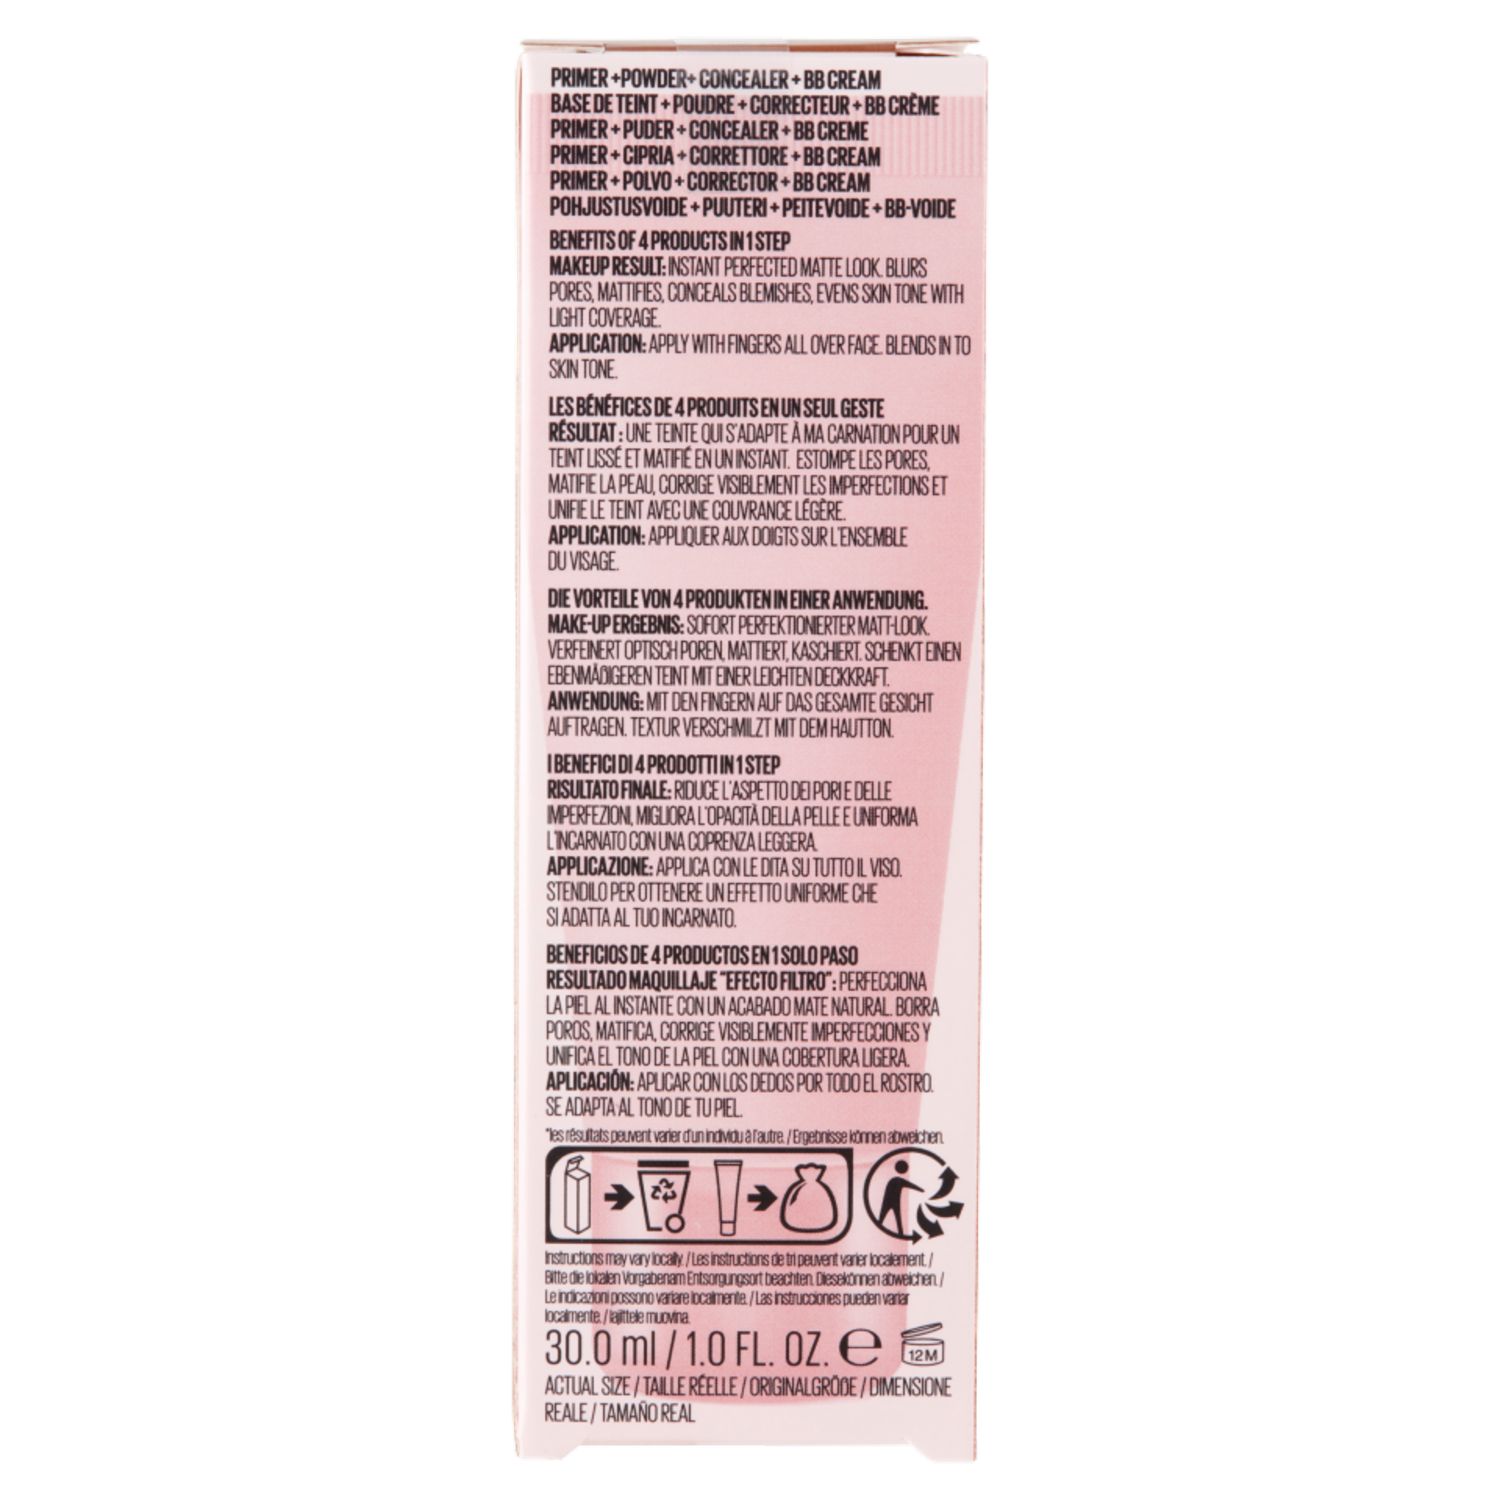 PRIMER +POWDER+ CONCEALER + BB CREAM
BASE DE TEINT + POUDRE + CORRECTEUR + BB CRÈME
PRIMER + PUDER + CONCEALER + BB CREME
PRIMER + CIPRIA + CORRETTORE + BB CREAM
PRIMER + POLVO + CORRECTOR + BB CREAM
POHJUSTUSVOIDE + PUUTERI + PEITEVOIDE + BB-VOIDE
BENEFITS OF 4 PRODUCTS IN 1 STEP
MAKEUP RESULT: INSTANT PERFECTED MATTE LOOK. BLURS
PORES, MATTIFIES, CONCEALS BLEMISHES, EVENS SKIN TONE WITH
LIGHT COVERAGE.
APPLICATION: APPLY WITH FINGERS ALL OVER FACE. BLENDS IN TO
SKIN TONE.
LES BÉNÉFICES DE 4 PRODUITS EN UN SEUL GESTE
RÉSULTAT : UNE TEINTE QUI S'ADAPTE À MA CARNATION POUR UN
TEINT LISSÉ ET MATIFIÉ EN UN INSTANT. ESTOMPE LES PORES,
MATIFIE LA PEAU, CORRIGE VISIBLEMENT LES IMPERFECTIONS ET
UNIFIE LE TEINT AVEC UNE COUVRANCE LÉGÈRE.
APPLICATION: APPLIQUER AUX DOIGTS SUR L'ENSEMBLE
DU VISAGE.
DIE VORTEILE VON 4 PRODUKTEN IN EINER ANWENDUNG.
MAKE-UP ERGEBNIS: SOFORT PERFEKTIONIERTER MATT-LOOK.
VERFEINERT OPTISCH POREN, MATTIERT, KASCHIERT. SCHENKT EINEN
EBENMÄßIGEREN TEINT MIT EINER LEICHTEN DECKKRAFT.
ANWENDUNG: MIT DEN FINGERN AUF DAS GESAMTE GESICHT
AUFTRAGEN. TEXTUR VERSCHMILZT MIT DEM HAUTTON.
I BENEFICI DI 4 PRODOTTI IN 1 STEP
RISULTATO FINALE: RIDUCE L'ASPETTO DEI PORI E DELLE
IMPERFEZIONI, MIGLIORA L'OPACITÀ DELLA PELLE E UNIFORMA
L'INCARNATO CON UNA COPRENZA LEGGERA.
APPLICAZIONE: APPLICA CON LE DITA SU TUTTO IL VISO.
STENDILO PER OTTENERE UN EFFETTO UNIFORME CHE
SI ADATTA AL TUO INCARNATO.
BENEFICIOS DE 4 PRODUCTOS EN 1 SOLO PASO
RESULTADO MAQUILLAJE "EFECTO FILTRO": PERFECCIONA
LA PIEL AL INSTANTE CON UN ACABADO MATE NATURAL. BORRA
POROS, MATIFICA, CORRIGE VISIBLEMENTE IMPERFECCIONES Y
UNIFICA EL TONO DE LA PIEL CON UNA COBERTURA LIGERA.
APLICACIÓN: APLICAR CON LOS DEDOS POR TODO EL ROSTRO.
SE ADAPTA AL TONO DE TU PIEL.
*les résultats peuvent varier d'un individu à l'autre. / Ergebnisse können abweichen.
Instructions may vary locally. / Les instructions de tri peuvent varier localement. /
Bitte die lokalen Vorgabenam Entsorgungsort beachten. Diesekönnen abweichen. /
Le indicazioni possono variare localmente. / Las instrucciones pueden variar
localmente. / lajittele muovina.
30.0 ml / 1.0 FL. OZ. ℮ 12 M
ACTUAL SIZE / TAILLE RÉELLE / ORIGINALGRÖßE / DIMENSIONE
REALE / TAMAÑO REAL